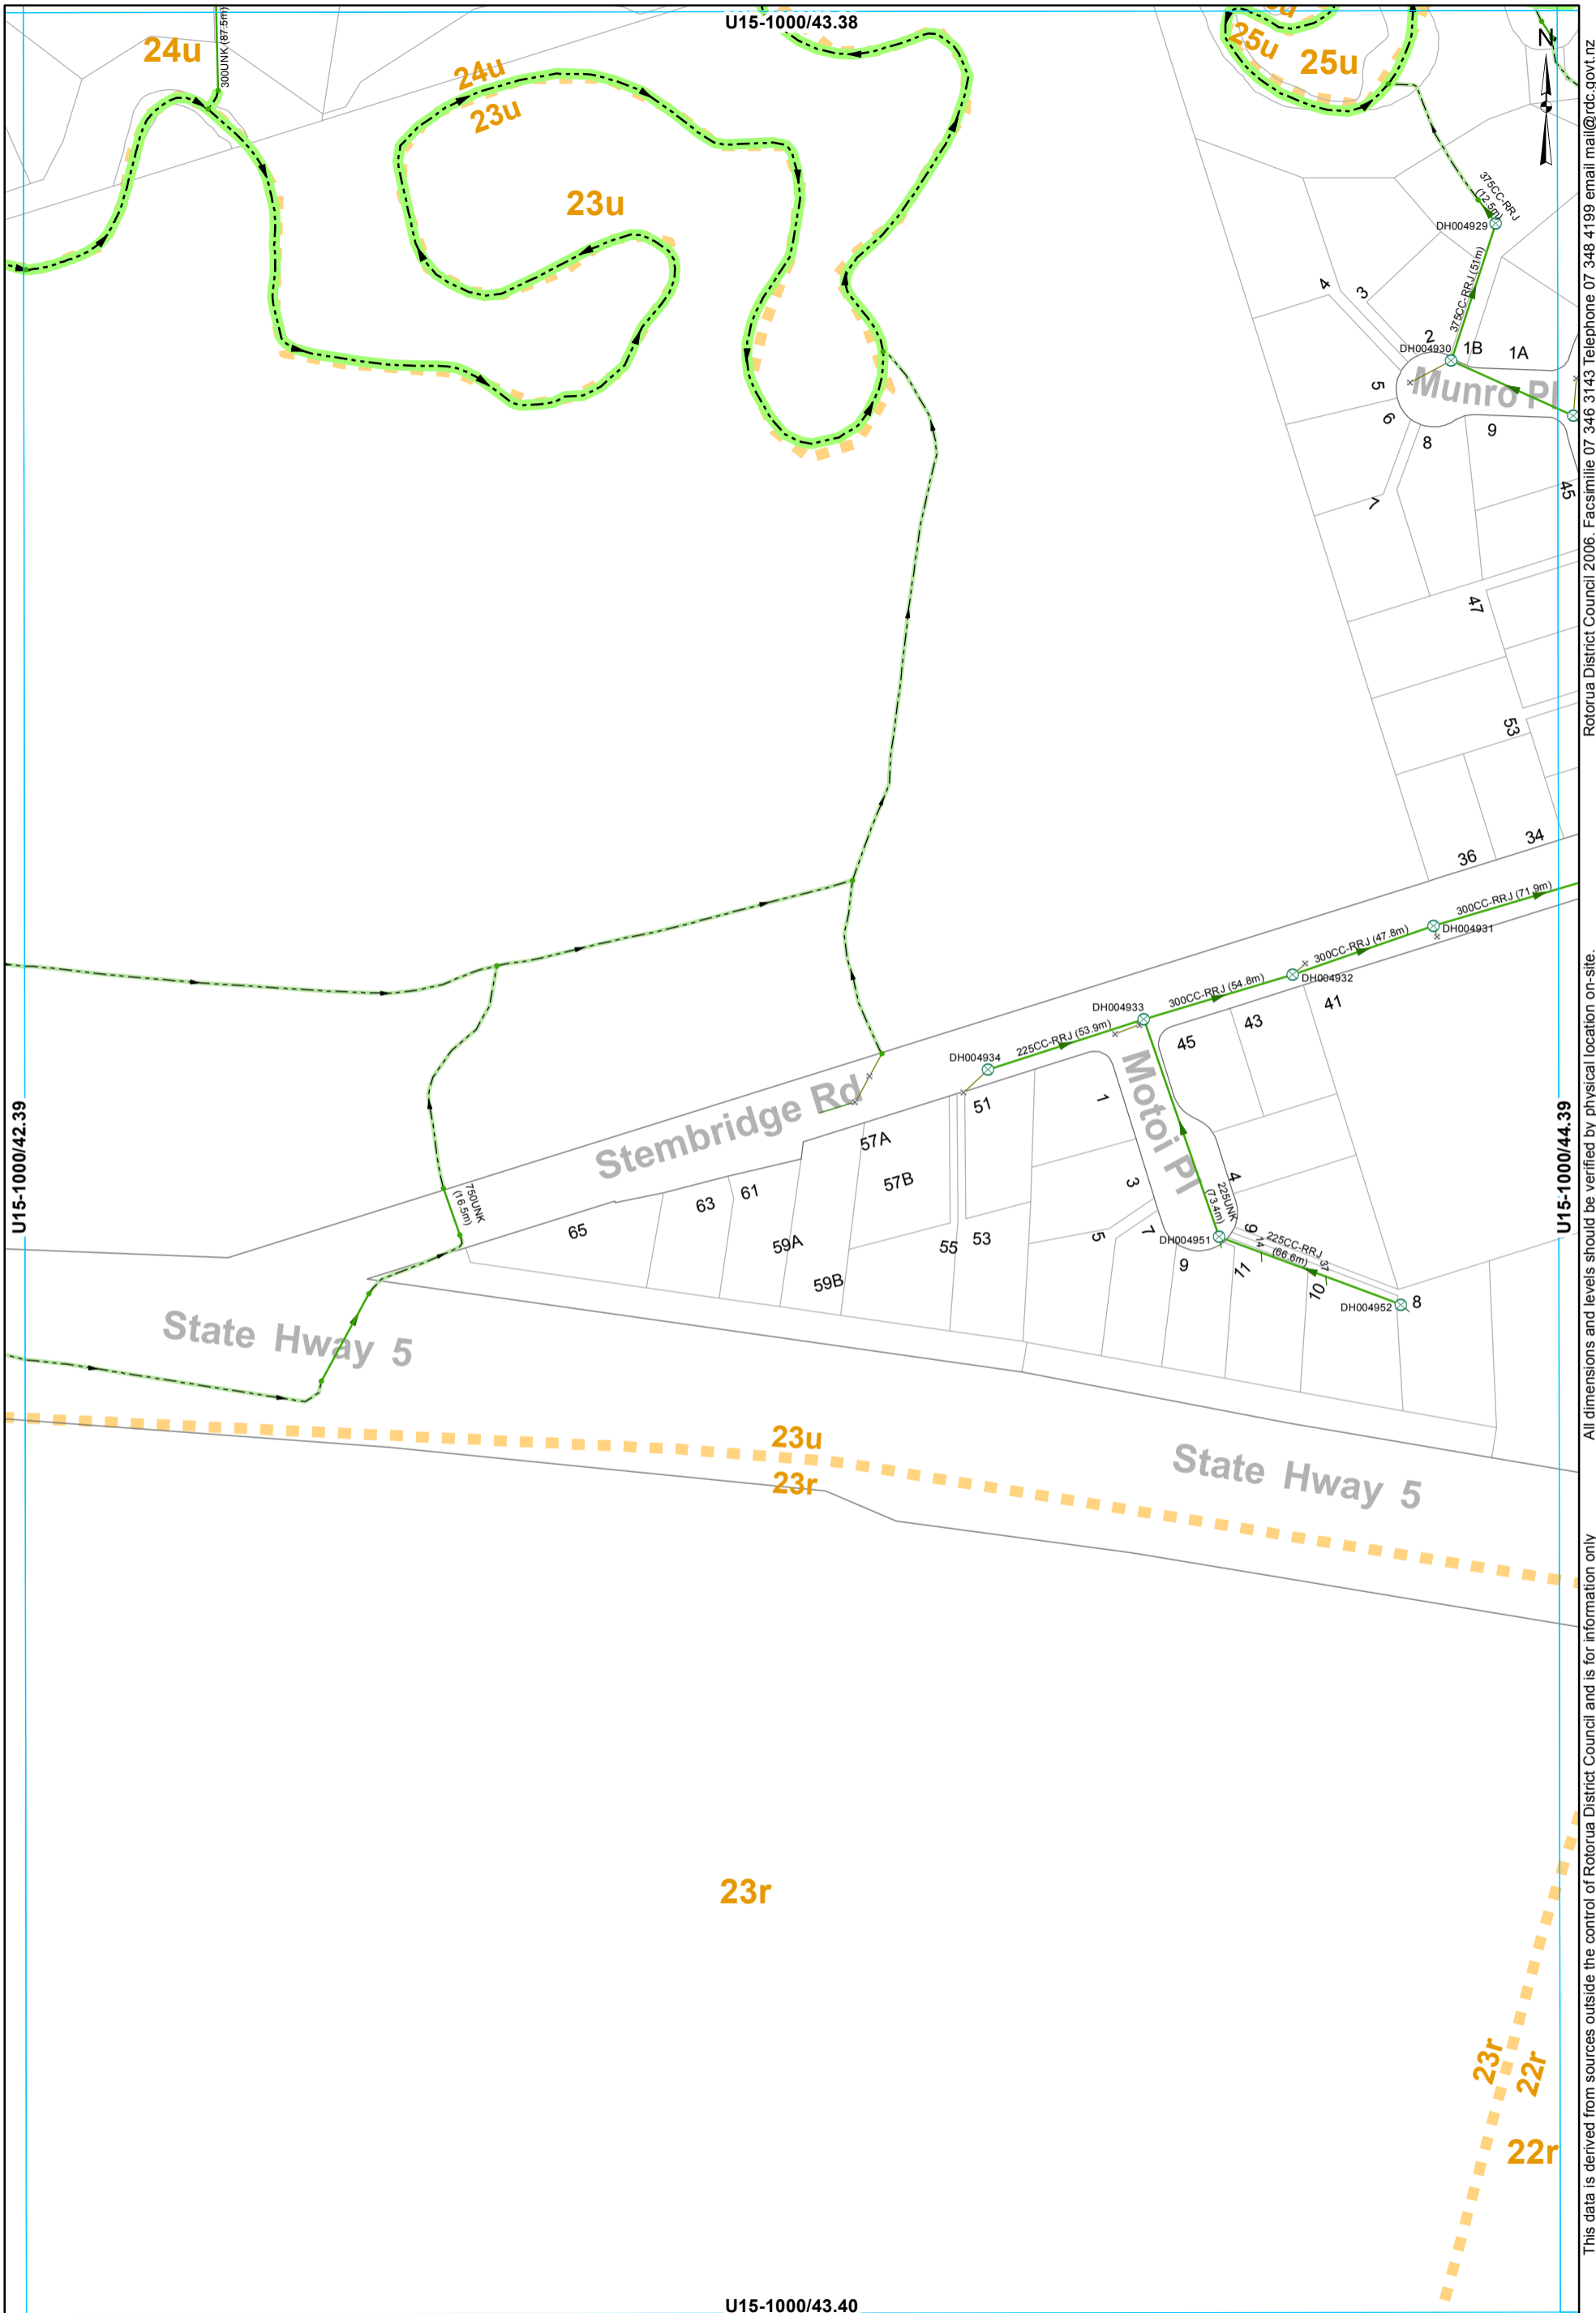 U15-1000/43.38
24u
300UNK (87.5m)
24u
23u
23u
25u
25u
N
375CC-RRJ
(12.5m)
DH004929
375CC-RRJ (51m)
4
3
2
DH004930
1B
1A
Munro Pl
5
6
8
9
7
45
47
53
36
34
300CC-RRJ (71.9m)
DH004931
300CC-RRJ (47.8m)
DH004932
300CC-RRJ (54.8m)
DH004933
225CC-RRJ (53.9m)
DH004934
41
43
45
Motoi Pl
51
1
Stembridge Rd
57A
57B
3
4
225UNK
(73.4m)
U15-1000/42.39
U15-1000/44.39
750UNK
(16.5m)
65
63
61
59A
59B
55
53
5
7
DH004951
9
6
14
225CC-RRJ
(66.6m)
37
11
10
DH004952
8
State Hway 5
23u
23r
State Hway 5
23r
23r
22r
22r
U15-1000/43.40
Rotorua District Council 2006. Facsimilie 07 346 3143 Telephone 07 348 4199 email mail@rdc.govt.nz
All dimensions and levels should be verified by physical location on-site.
This data is derived from sources outside the control of Rotorua District Council and is for information only